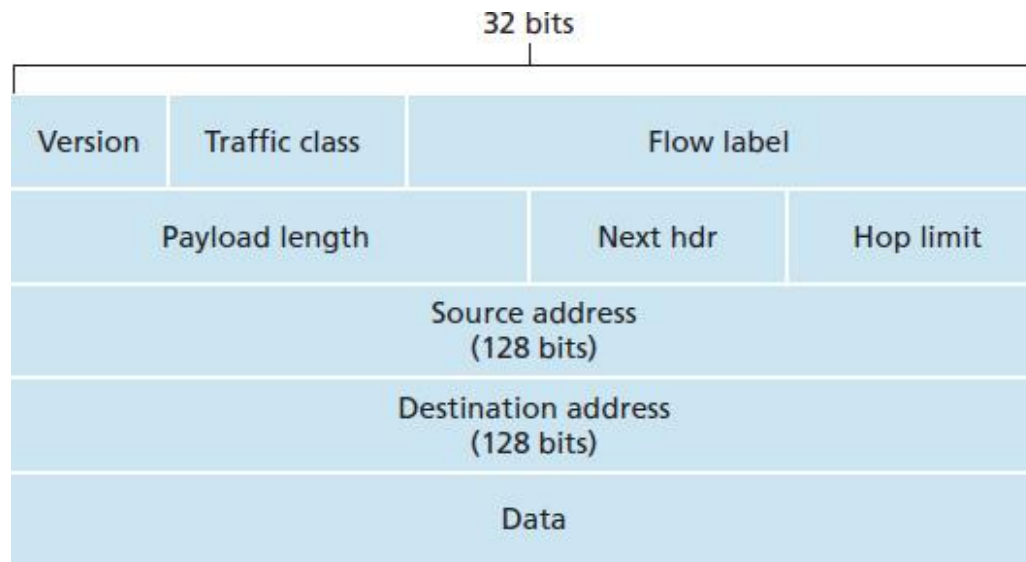 32 bits
Version Traffic class Flow label
Payload length Next hdr Hop limit
Source address
(128 bits)
Destination address
(128 bits)
Data